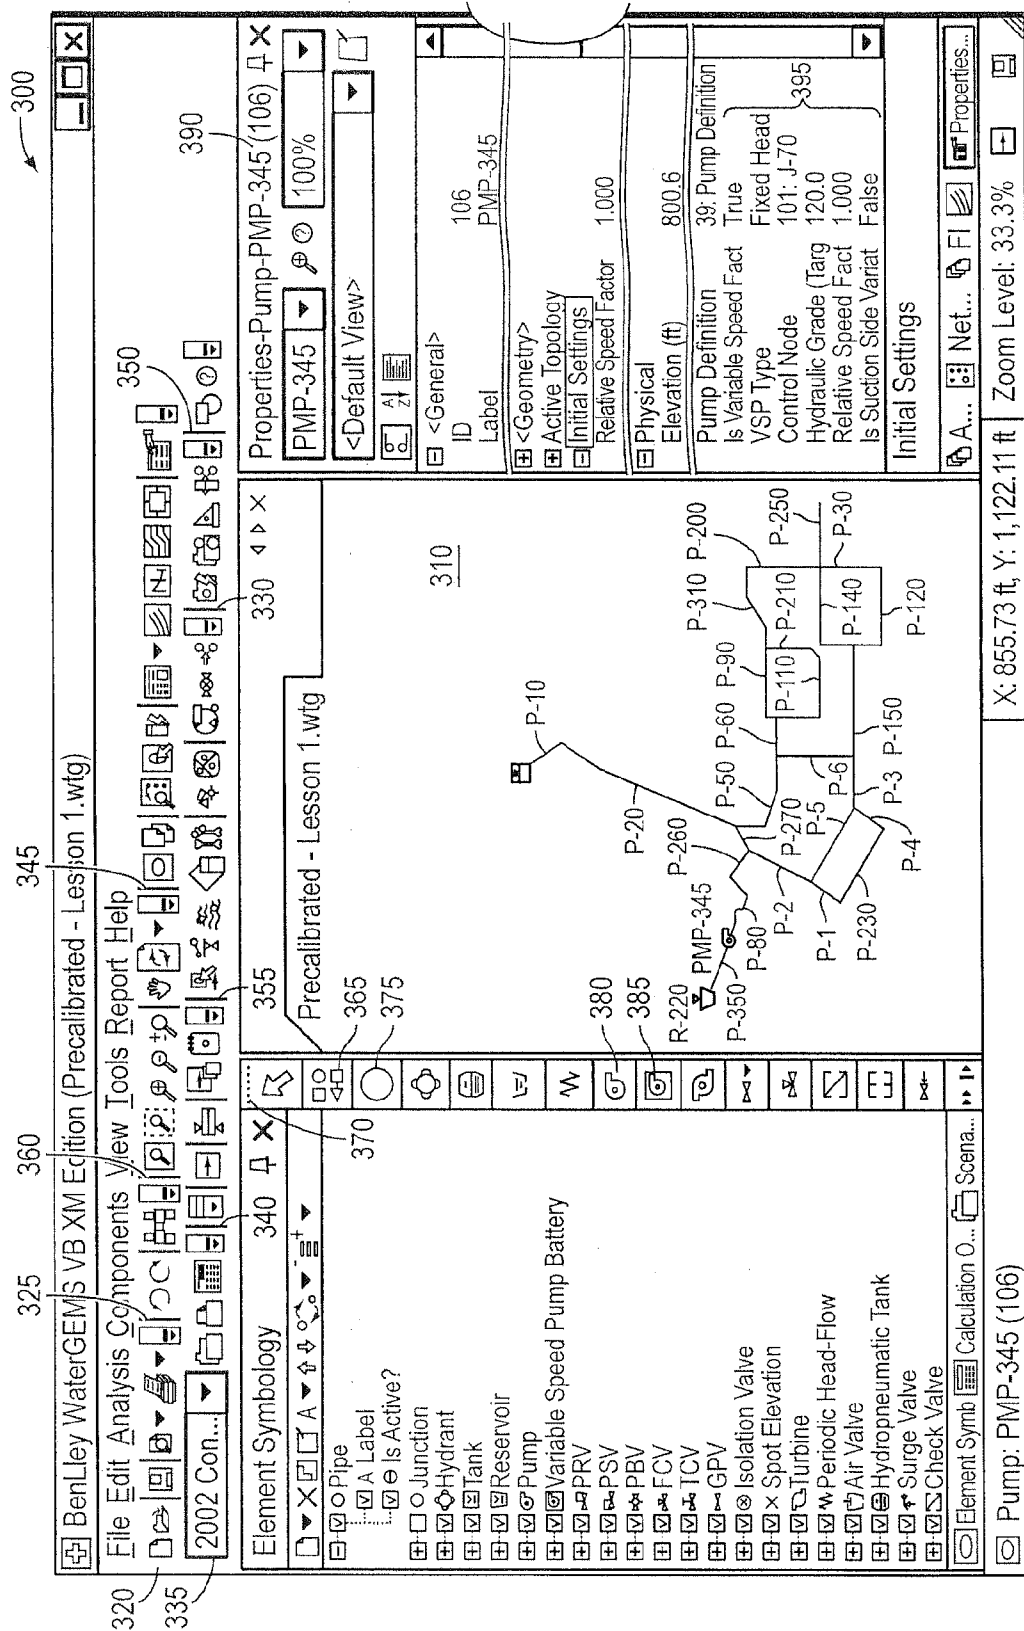 300
BenLley WaterGEMS VB XM Edition (Precalibrated - Lesson 1.wtg)
File Edit Analysis Components View Tools Report Help
320
325
360
345
350
335
2002 Con...
340
355
330
Element Symbology
A
Pipe
A Label
Is Active?
Junction
Hydrant
Tank
Reservoir
Pump
Variable Speed Pump Battery
PRV
PSV
PBV
FCV
TCV
GPV
Isolation Valve
Spot Elevation
Turbine
Periodic Head-Flow
Air Valve
Hydropneumatic Tank
Surge Valve
Check Valve
Element Symb
Calculation O...
Scena...
370
365
375
380
385
Precalibrated - Lesson 1.wtg
310
P-10
P-20
R-220
PMP-345
P-350
P-80
P-260
P-270
P-50
P-60
P-90
P-310
P-200
P-110
P-210
P-250
P-140
P-30
P-120
P-2
P-1
P-230
P-5
P-4
P-3
P-6
P-150
390
Properties-Pump-PMP-345 (106)
PMP-345
100%
<Default View>
<General>
ID 106
Label PMP-345
<Geometry>
Active Topology
Initial Settings
Relative Speed Factor 1.000
Physical
Elevation (ft) 800.6
Pump Definition 39: Pump Definition
Is Variable Speed Fact True
VSP Type Fixed Head
Control Node 101: J-70
Hydraulic Grade (Targ 120.0
Relative Speed Fact 1.000
Is Suction Side Variat False
395
Initial Settings
A...
Net...
FI
Properties...
Pump: PMP-345 (106)
X: 855.73 ft, Y: 1,122.11 ft
Zoom Level: 33.3%